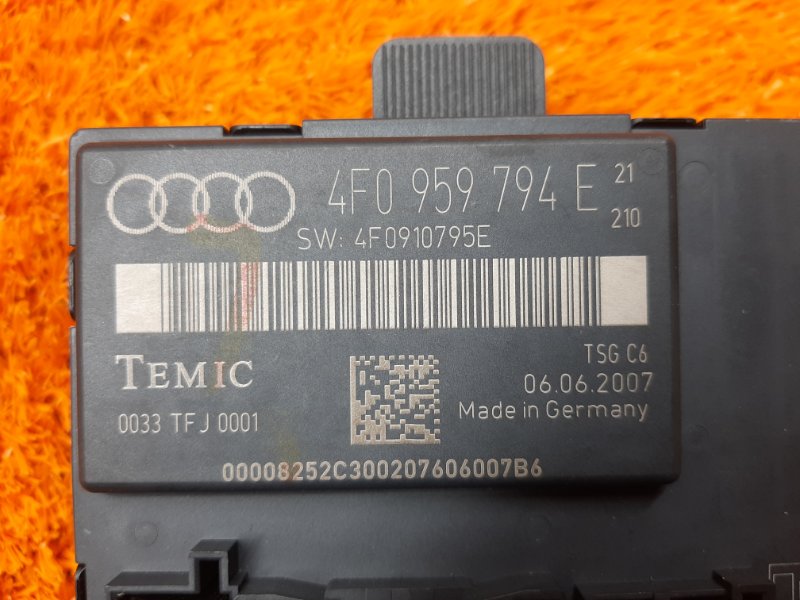 4F0 959 794 E 21
210
SW: 4F0910795E
TEMIC
TSG C6
06.06.2007
0033 TFJ 0001
Made in Germany
00008252C300207606007B6